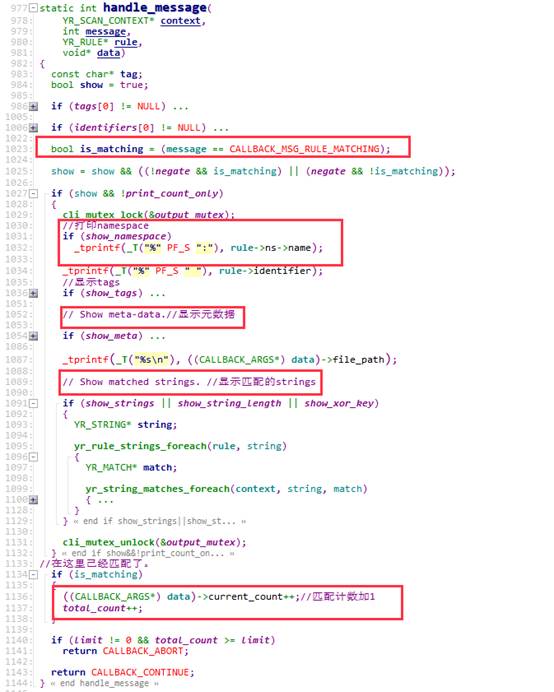 977 static int handle_message(
978: YR_SCAN_CONTEXT* context,
979: int message,
980: YR_RULE* rule,
981: void* data)
982: {
983: const char* tag;
984: bool show = true;
985:
986 if (tags[0] != NULL) ...
1005:
1006 if (identifiers[0] != NULL) ...
1022:
1023: bool is_matching = (message == CALLBACK_MSG_RULE_MATCHING);
1024:
1025: show = show && ((!negate && is_matching) || (negate && !is_matching));
1026:
1027 if (show && !print_count_only)
1028: {
1029: cli_mutex_lock(&output_mutex);
1030: //打印namespace
1031: if (show_namespace)
1032: _tprintf(_T("%" PF_S ":"), rule->ns->name);
1033:
1034: _tprintf(_T("%" PF_S " "), rule->identifier);
1035: //显示tags
1036 if (show_tags) ...
1051:
1052: // Show meta-data.//显示元数据
1053:
1054 if (show_meta) ...
1086:
1087: _tprintf(_T("%s\n"), ((CALLBACK_ARGS*) data)->file_path);
1088:
1089: // Show matched strings. //显示匹配的strings
1090:
1091 if (show_strings || show_string_length || show_xor_key)
1092: {
1093: YR_STRING* string;
1094:
1095: yr_rule_strings_foreach(rule, string)
1096 {
1097: YR_MATCH* match;
1098:
1099: yr_string_matches_foreach(context, string, match)
1100 { ...
1128: }
1129: } « end if show_strings||show_st... »
1130:
1131: cli_mutex_unlock(&output_mutex);
1132: } « end if show&&!print_count_on... »
1133: //在这里已经匹配了。
1134 if (is_matching)
1135: {
1136: ((CALLBACK_ARGS*) data)->current_count++;//匹配计数加1
1137: total_count++;
1138: }
1139:
1140: if (limit != 0 && total_count >= limit)
1141: return CALLBACK_ABORT;
1142:
1143: return CALLBACK_CONTINUE;
1144: } « end handle_message »